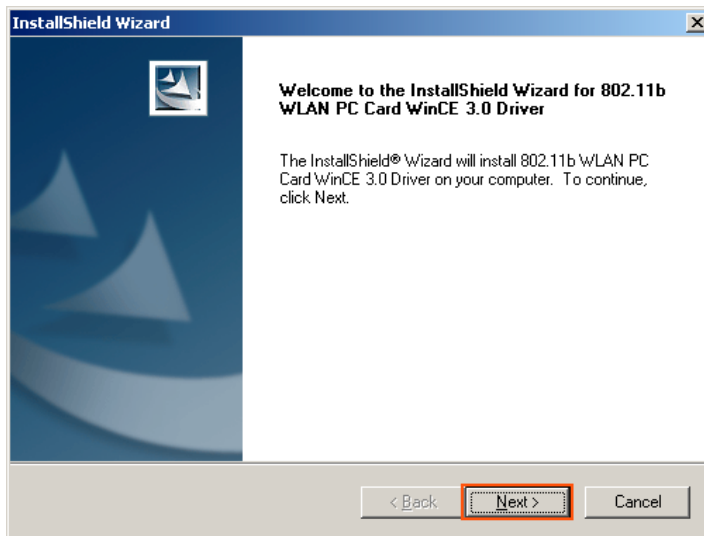 InstallShield Wizard
Welcome to the InstallShield Wizard for 802.11b
WLAN PC Card WinCE 3.0 Driver
The InstallShield® Wizard will install 802.11b WLAN PC
Card WinCE 3.0 Driver on your computer. To continue,
click Next.
< Back
Next >
Cancel